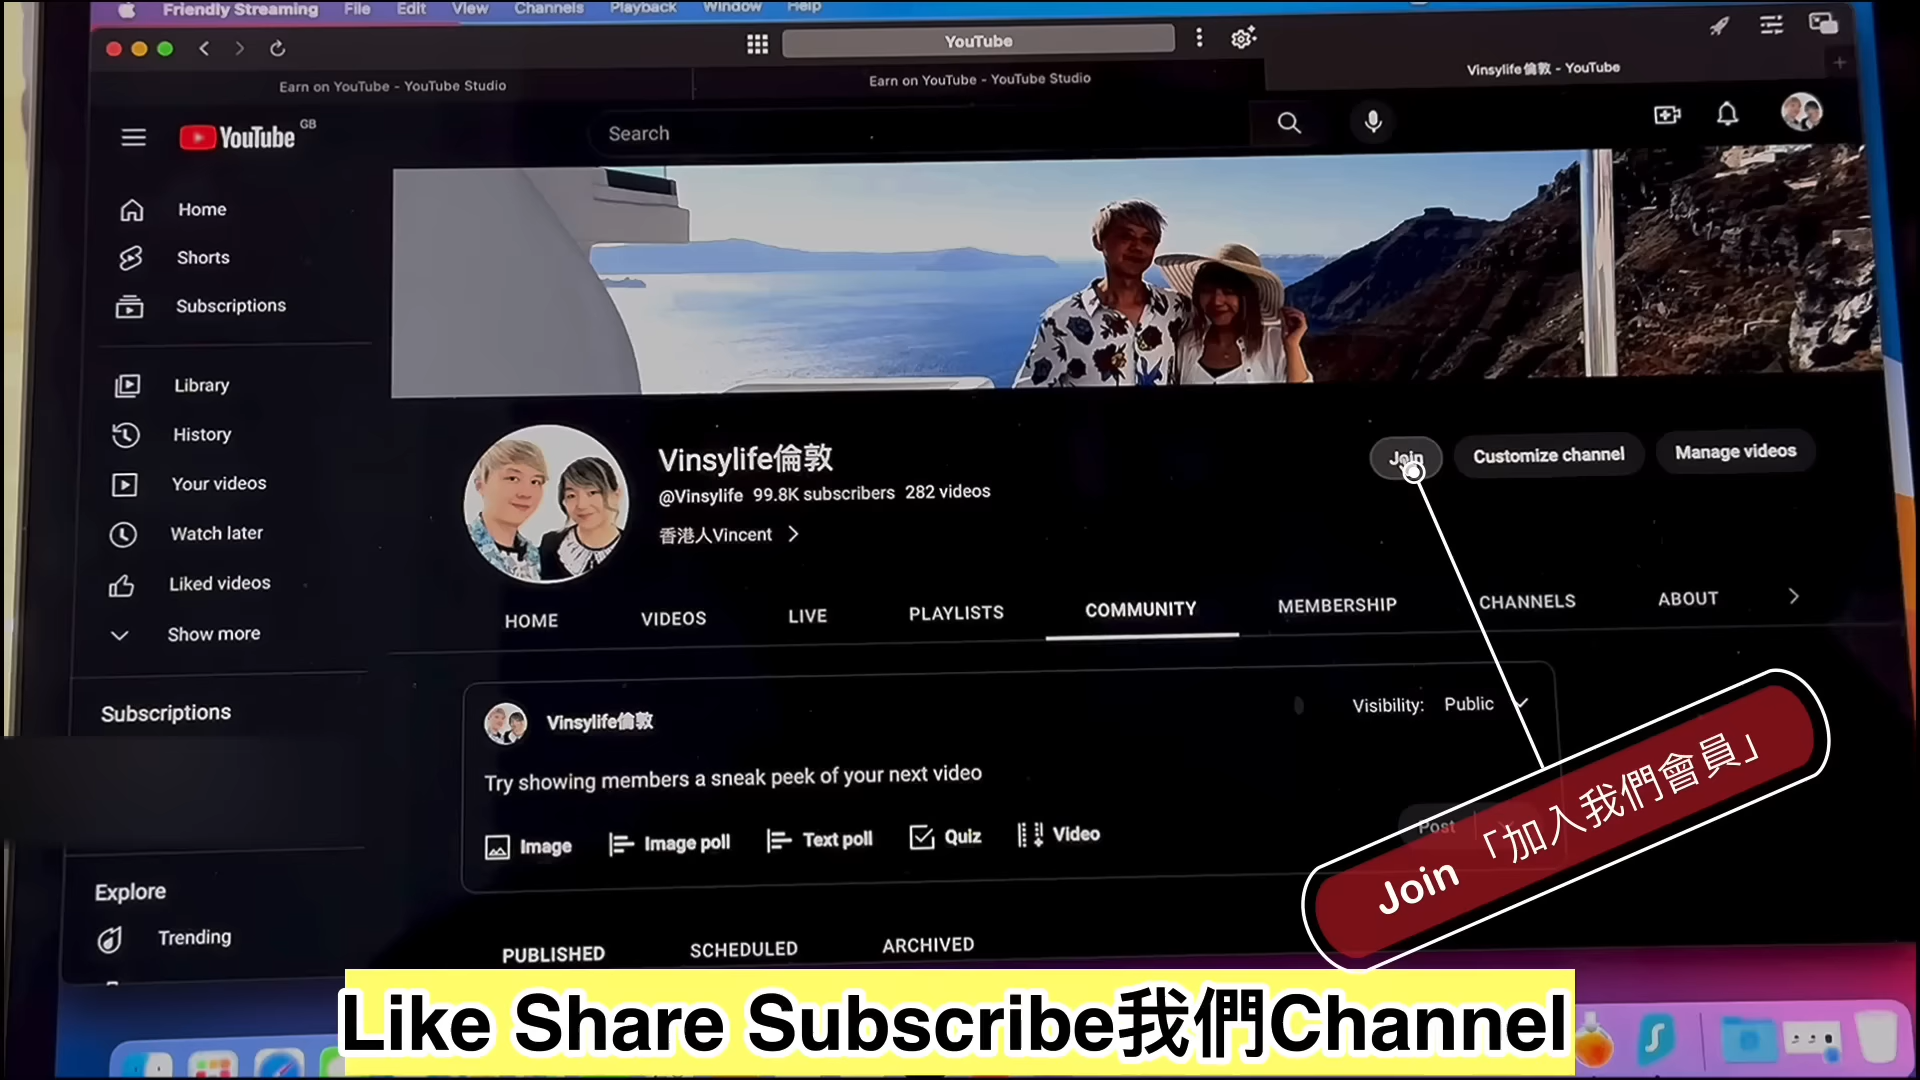 Friendly Streaming File Edit View Channels Playback Window Help
YouTube
Earn on YouTube - YouTube Studio
Earn on YouTube - YouTube Studio
Vinsylife倫敦 - YouTube
YouTube GB
Search
Home
Shorts
Subscriptions
Library
History
Your videos
Watch later
Liked videos
Show more
Subscriptions
Explore
Trending
Vinsylife倫敦
@Vinsylife 99.8K subscribers 282 videos
香港人Vincent
Join
Customize channel
Manage videos
HOME VIDEOS LIVE PLAYLISTS COMMUNITY MEMBERSHIP CHANNELS ABOUT
Vinsylife倫敦
Visibility: Public
Try showing members a sneak peek of your next video
Image Image poll Text poll Quiz Video
Post
Join「加入我們會員」
PUBLISHED SCHEDULED ARCHIVED
Like Share Subscribe我們Channel